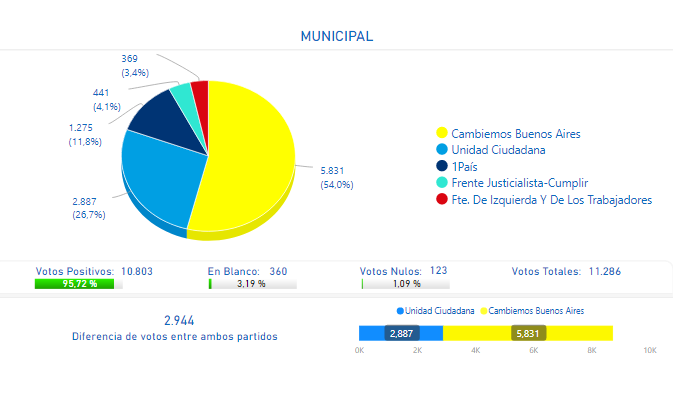 MUNICIPAL
369
(3,4%)
441
(4,1%)
1.275
(11,8%)
2.887
(26,7%)
5.831
(54,0%)
Cambiemos Buenos Aires
Unidad Ciudadana
1País
Frente Justicialista-Cumplir
Fte. De Izquierda Y De Los Trabajadores
Votos Positivos: 10.803
95,72 %
En Blanco: 360
3,19 %
Votos Nulos: 123
1,09 %
Votos Totales: 11.286
2.944
Diferencia de votos entre ambos partidos
Unidad Ciudadana Cambiemos Buenos Aires
2,887 5,831
0K 2K 4K 6K 8K 10K